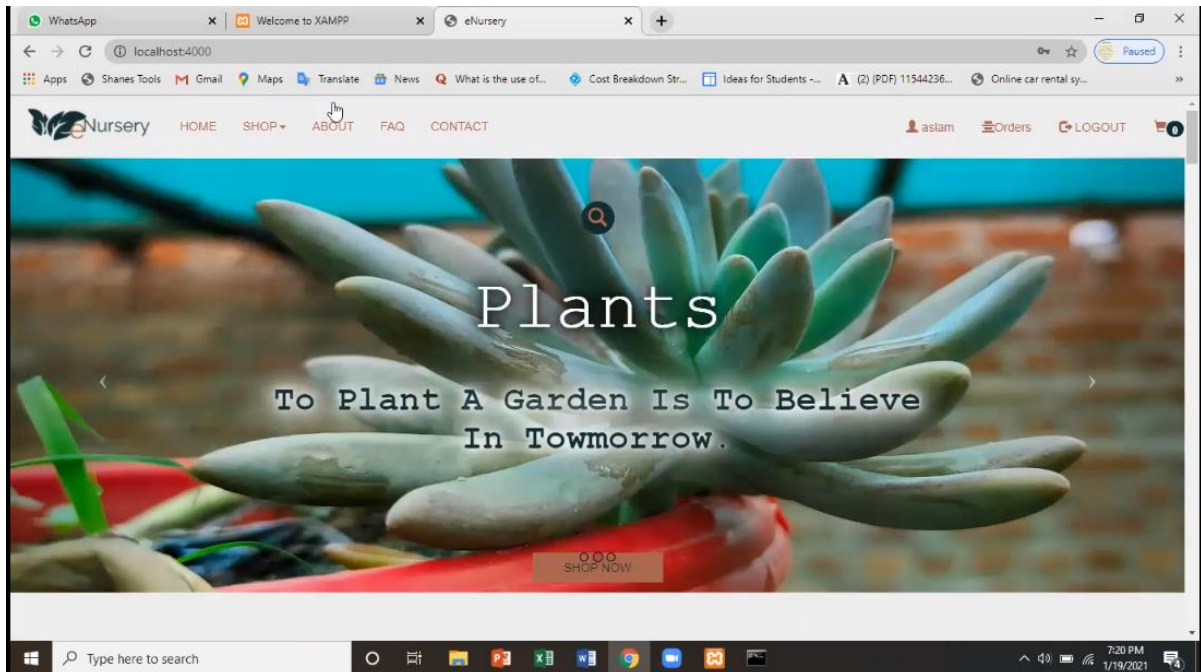 WhatsApp
Welcome to XAMPP
eNursery
localhost:4000
Paused
Apps
Shanes Tools
Gmail
Maps
Translate
News
What is the use of...
Cost Breakdown Str...
Ideas for Students -...
(2) (PDF) 11544236...
Online car rental sy...
eNursery
HOME
SHOP
ABOUT
FAQ
CONTACT
aslam
Orders
LOGOUT
0
Plants
To Plant A Garden Is To Believe
In Towmorrow.
SHOP NOW
Type here to search
7:20 PM
1/19/2021
4